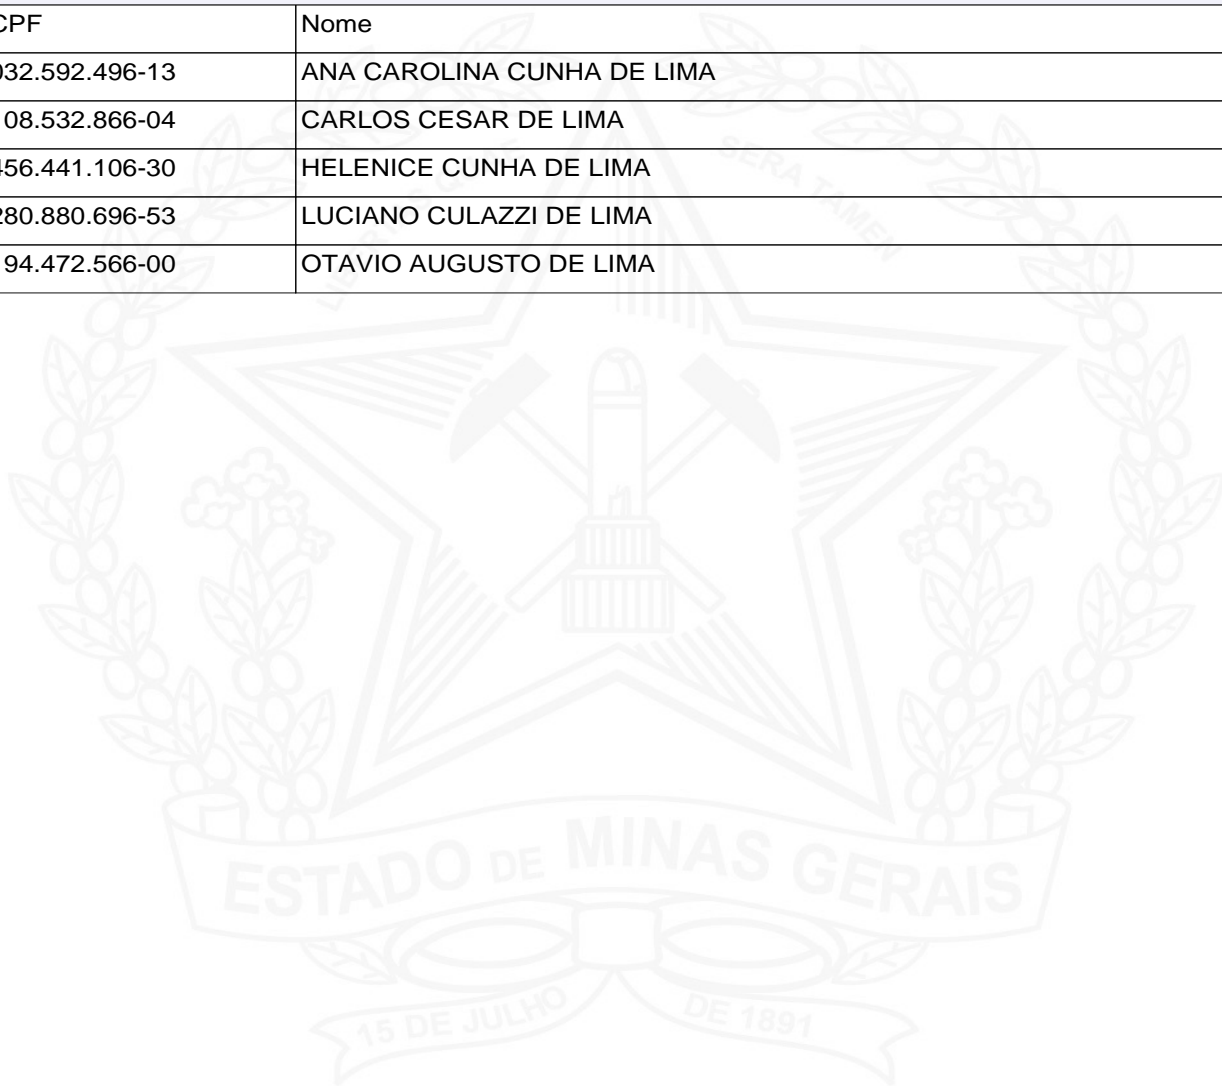 CPF Nome
032.592.496-13 ANA CAROLINA CUNHA DE LIMA
08.532.866-04 CARLOS CESAR DE LIMA
456.441.106-30 HELENICE CUNHA DE LIMA
280.880.696-53 LUCIANO CULAZZI DE LIMA
94.472.566-00 OTAVIO AUGUSTO DE LIMA
SERA TAMEN
ESTADO DE MINAS GERAIS
15 DE JULHO DE 1891